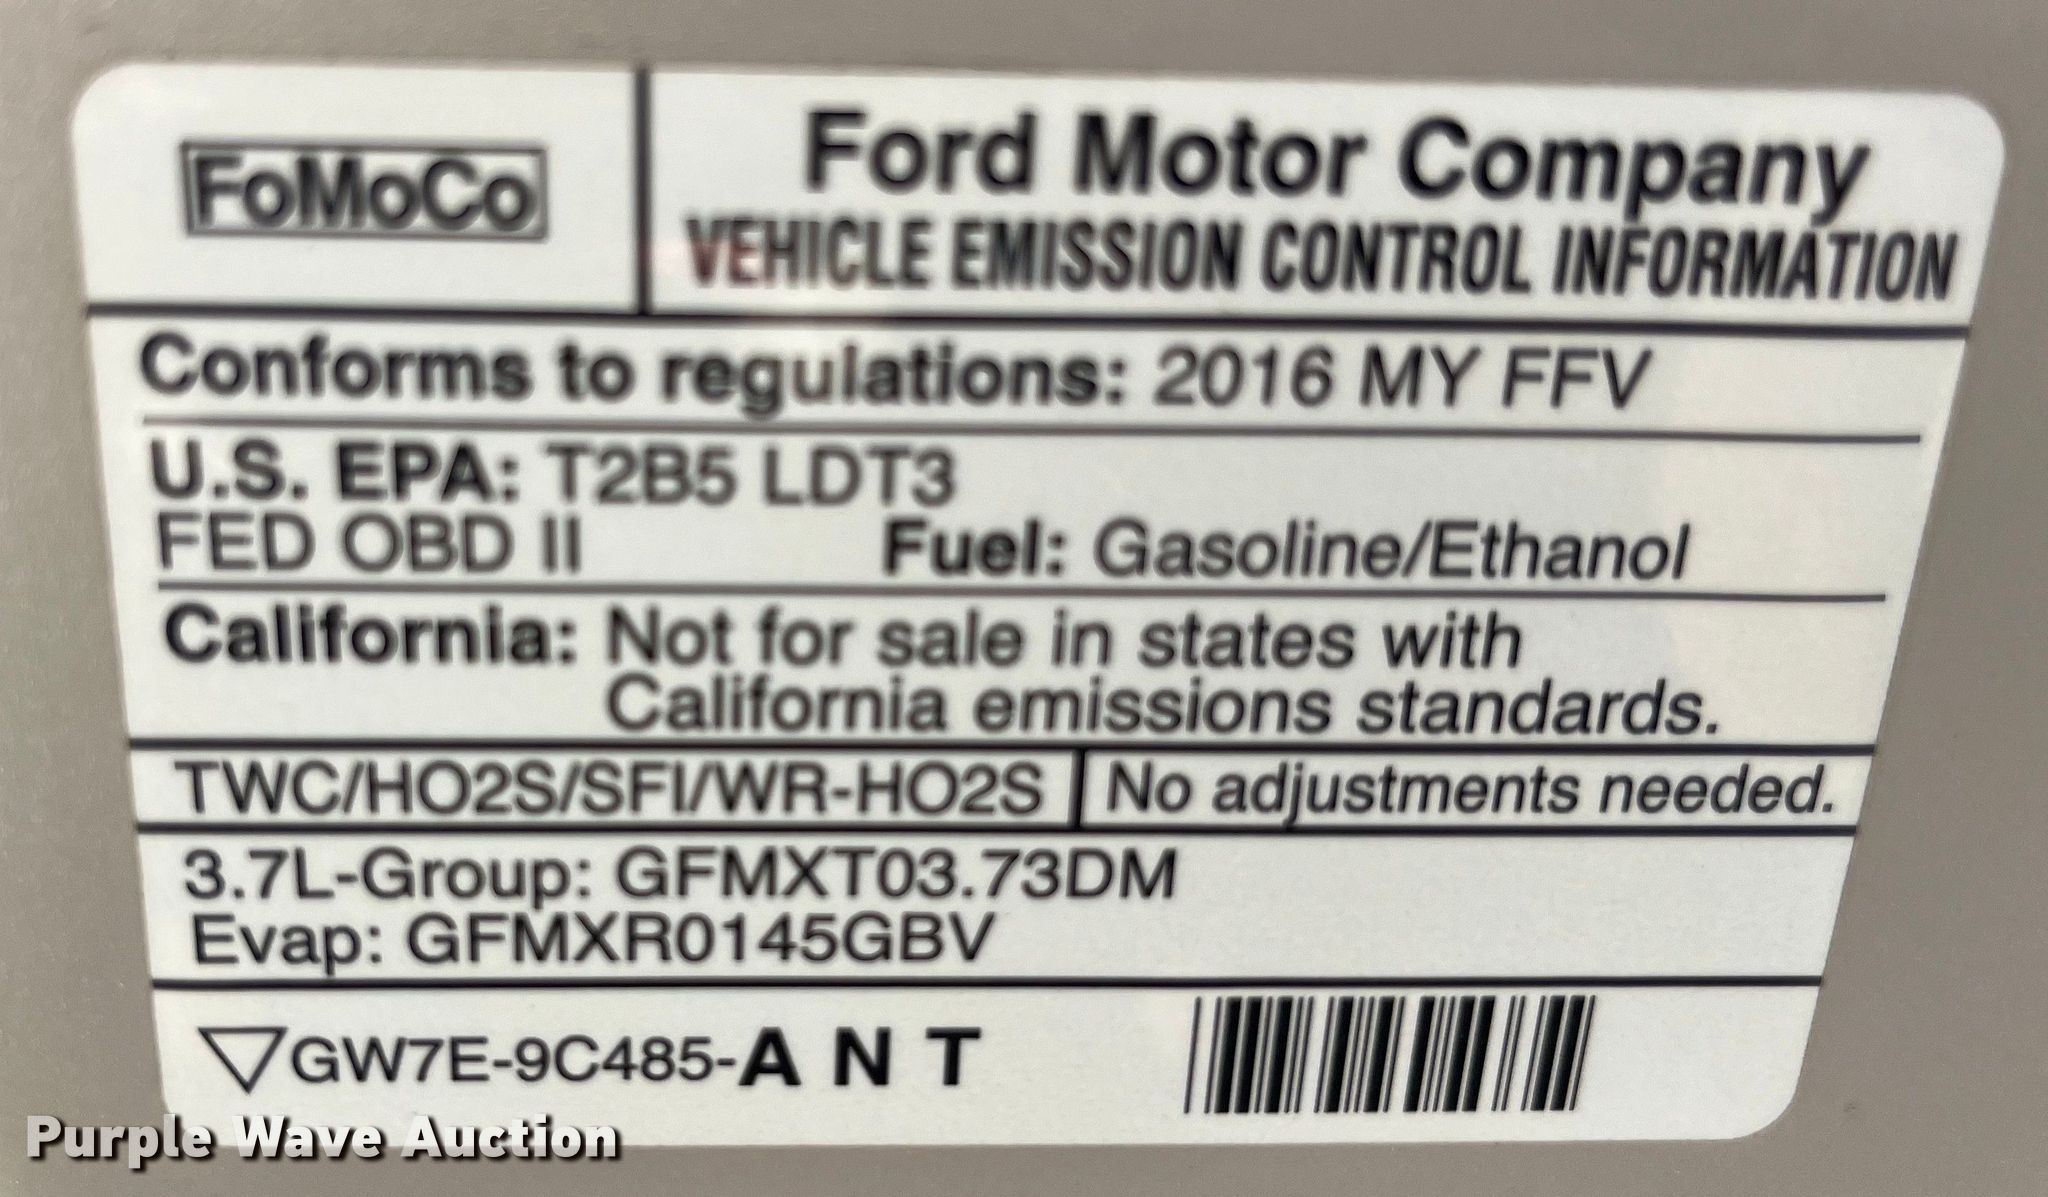 FoMoCo
Ford Motor Company
VEHICLE EMISSION CONTROL INFORMATION
Conforms to regulations: 2016 MY FFV
U.S. EPA: T2B5 LDT3
FED OBD II Fuel: Gasoline/Ethanol
California: Not for sale in states with
California emissions standards.
TWC/HO2S/SFI/WR-HO2S No adjustments needed.
3.7L-Group: GFMXT03.73DM
Evap: GFMXR0145GBV
GW7E-9C485-A N T
Purple Wave Auction